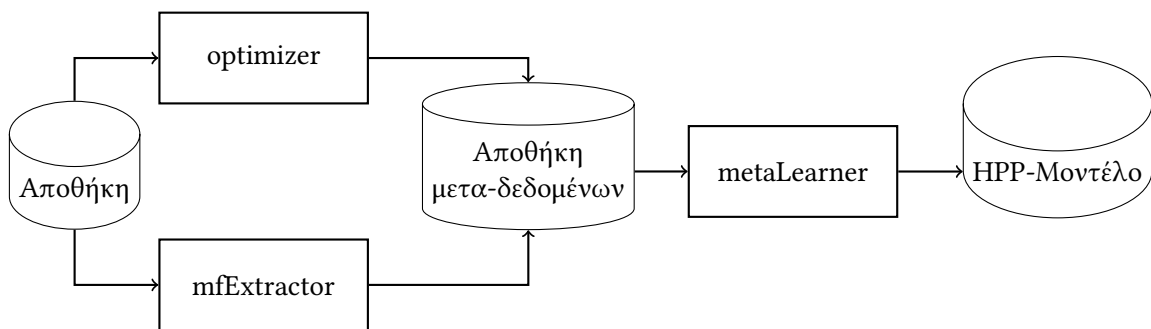 optimizer
Αποθήκη
mfExtractor
Αποθήκη
μετα-δεδομένων
metaLearner
HPP-Μοντέλο